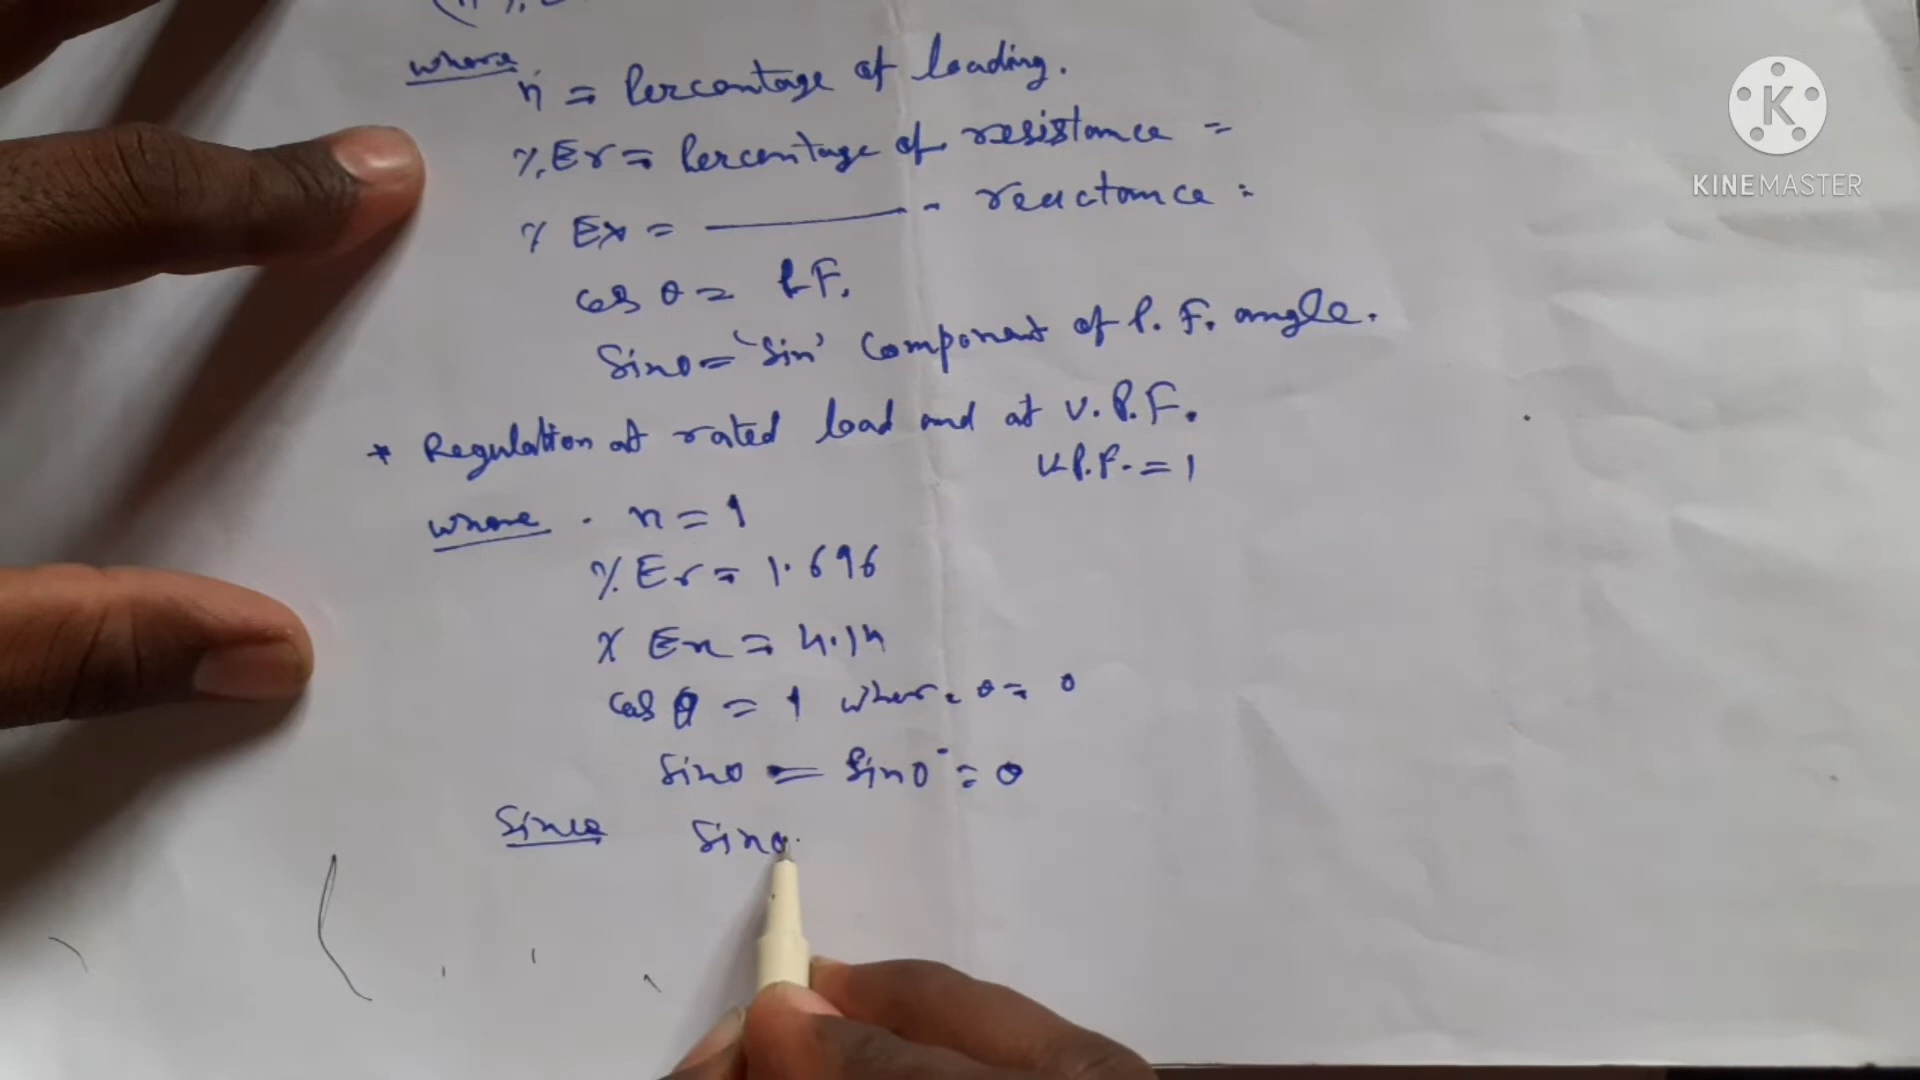 where
n = Percentage of loading.
%Er = Percentage of resistance =
% Ex = ———— - reactance =
cos θ = P.F.
Sinθ = 'Sin' Component of P. F. angle.
* Regulation at rated load and at U.P.F.
U.P.F. = 1
where . n = 1
% Er = 1.696
% Ex = 4.14
cos θ = 1 where θ = 0
Sinθ = Sin0° = 0
Since Sinθ
K
KINEMASTER